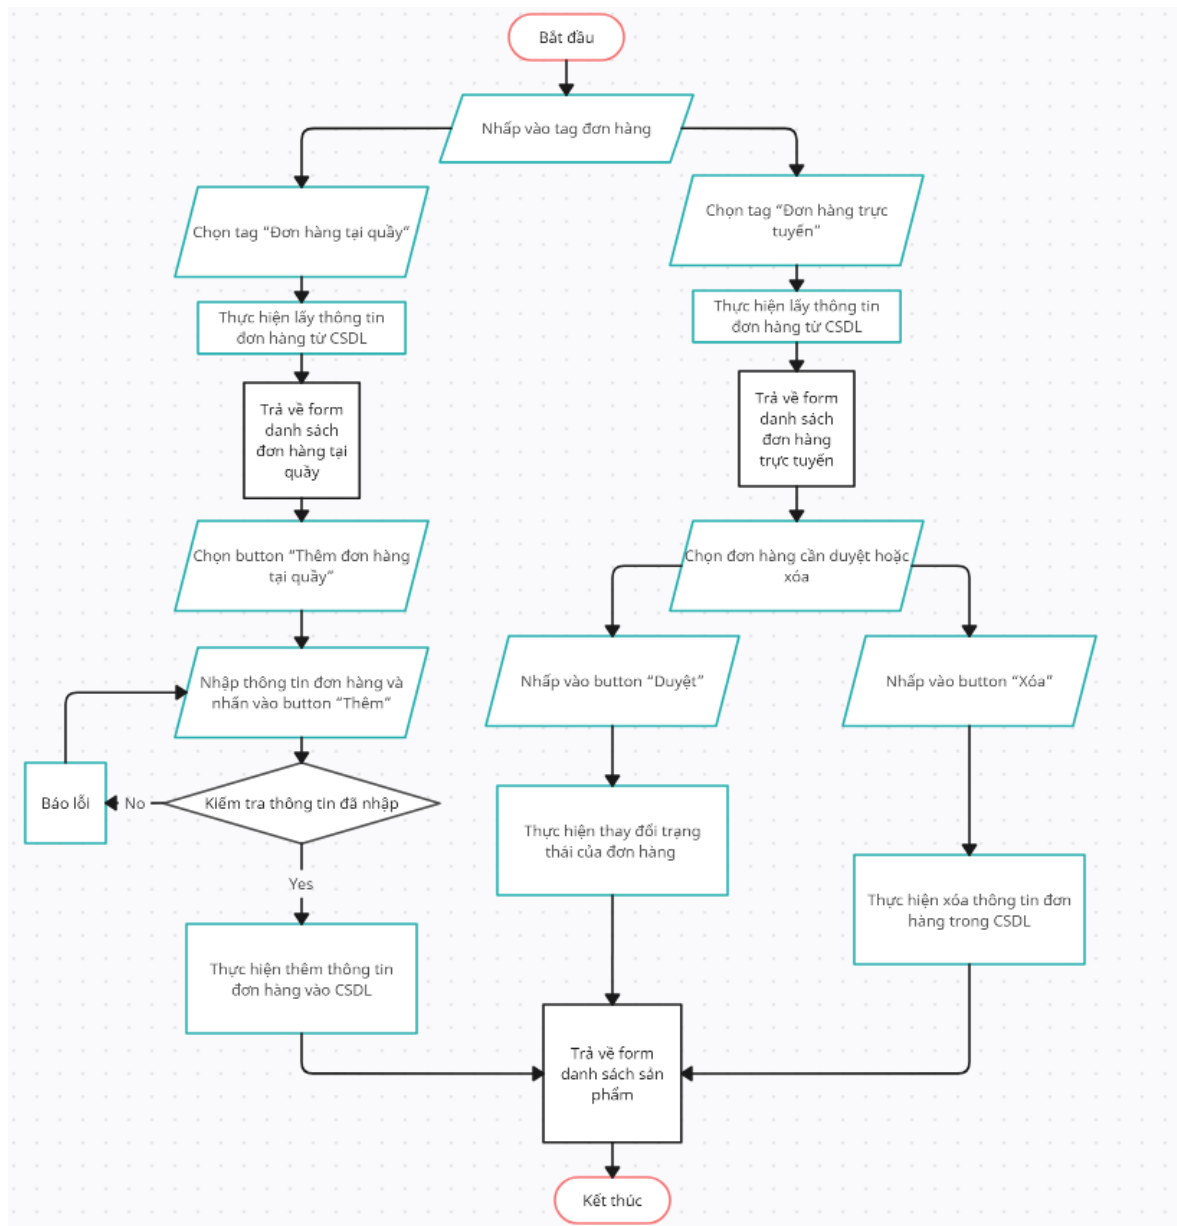 Bắt đầu
Nhấp vào tag đơn hàng
Chọn tag “Đơn hàng tại quầy”
Chọn tag “Đơn hàng trực
tuyến”
Thực hiện lấy thông tin
đơn hàng từ CSDL
Thực hiện lấy thông tin
đơn hàng từ CSDL
Trả về form
danh sách
đơn hàng tại
quầy
Trả về form
danh sách
đơn hàng
trực tuyến
Chọn button “Thêm đơn hàng
tại quầy”
Chọn đơn hàng cần duyệt hoặc
xóa
Nhập thông tin đơn hàng và
nhấn vào button “Thêm”
Nhấp vào button “Duyệt”
Nhấp vào button “Xóa”
Báo lỗi
No
Kiểm tra thông tin đã nhập
Yes
Thực hiện thay đổi trạng
thái của đơn hàng
Thực hiện xóa thông tin đơn
hàng trong CSDL
Thực hiện thêm thông tin
đơn hàng vào CSDL
Trả về form
danh sách sản
phẩm
Kết thúc